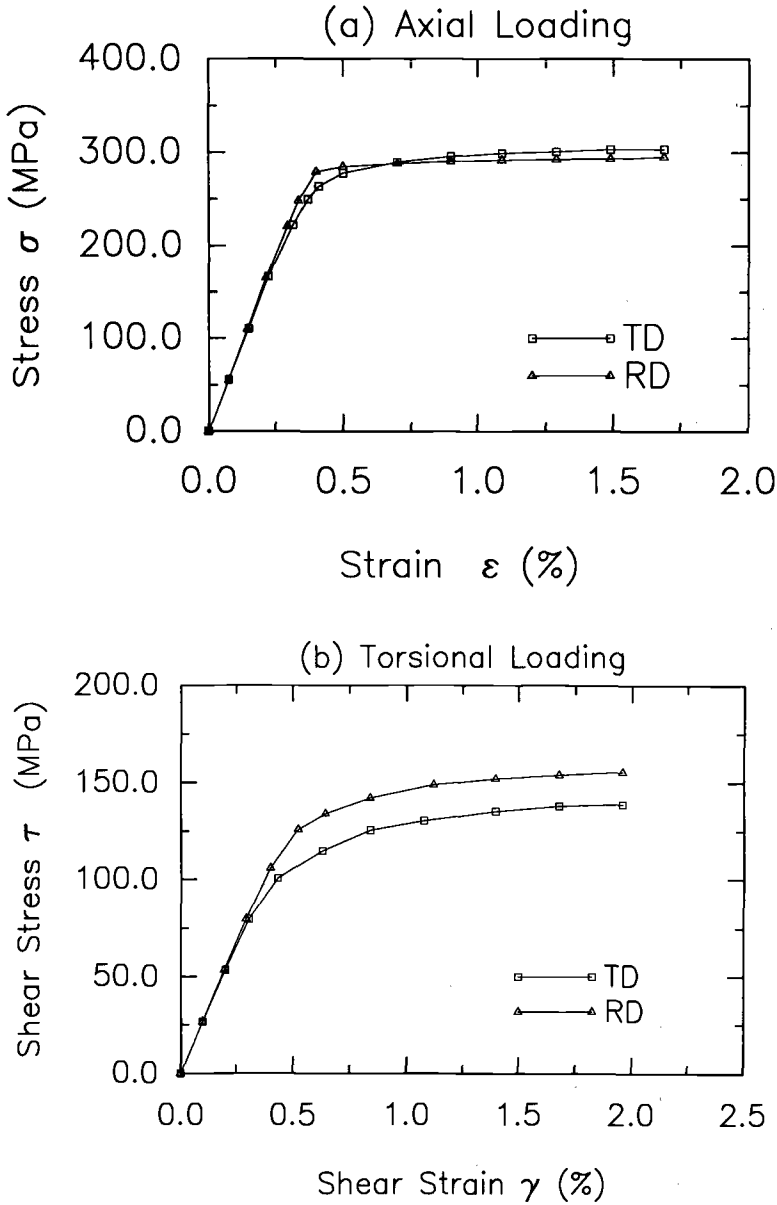 (a) Axial Loading
400.0
300.0
200.0
100.0
0.0
Stress σ (MPa)
TD
RD
0.0 0.5 1.0 1.5 2.0
Strain ε (%)
(b) Torsional Loading
200.0
150.0
100.0
50.0
0.0
Shear Stress τ (MPa)
TD
RD
0.0 0.5 1.0 1.5 2.0 2.5
Shear Strain γ (%)